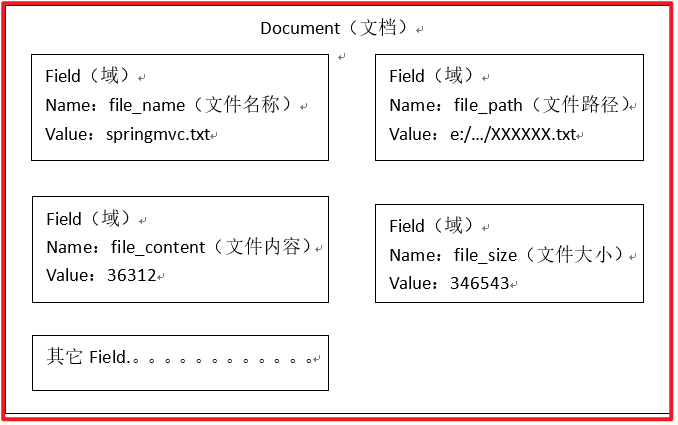 Document（文档）
Field（域）
Name：file_name（文件名称）
Value：springmvc.txt
Field（域）
Name：file_path（文件路径）
Value：e:/…/XXXXXX.txt
Field（域）
Name：file_content（文件内容）
Value：36312
Field（域）
Name：file_size（文件大小）
Value：346543
其它 Field.。。。。。。。。。。。。